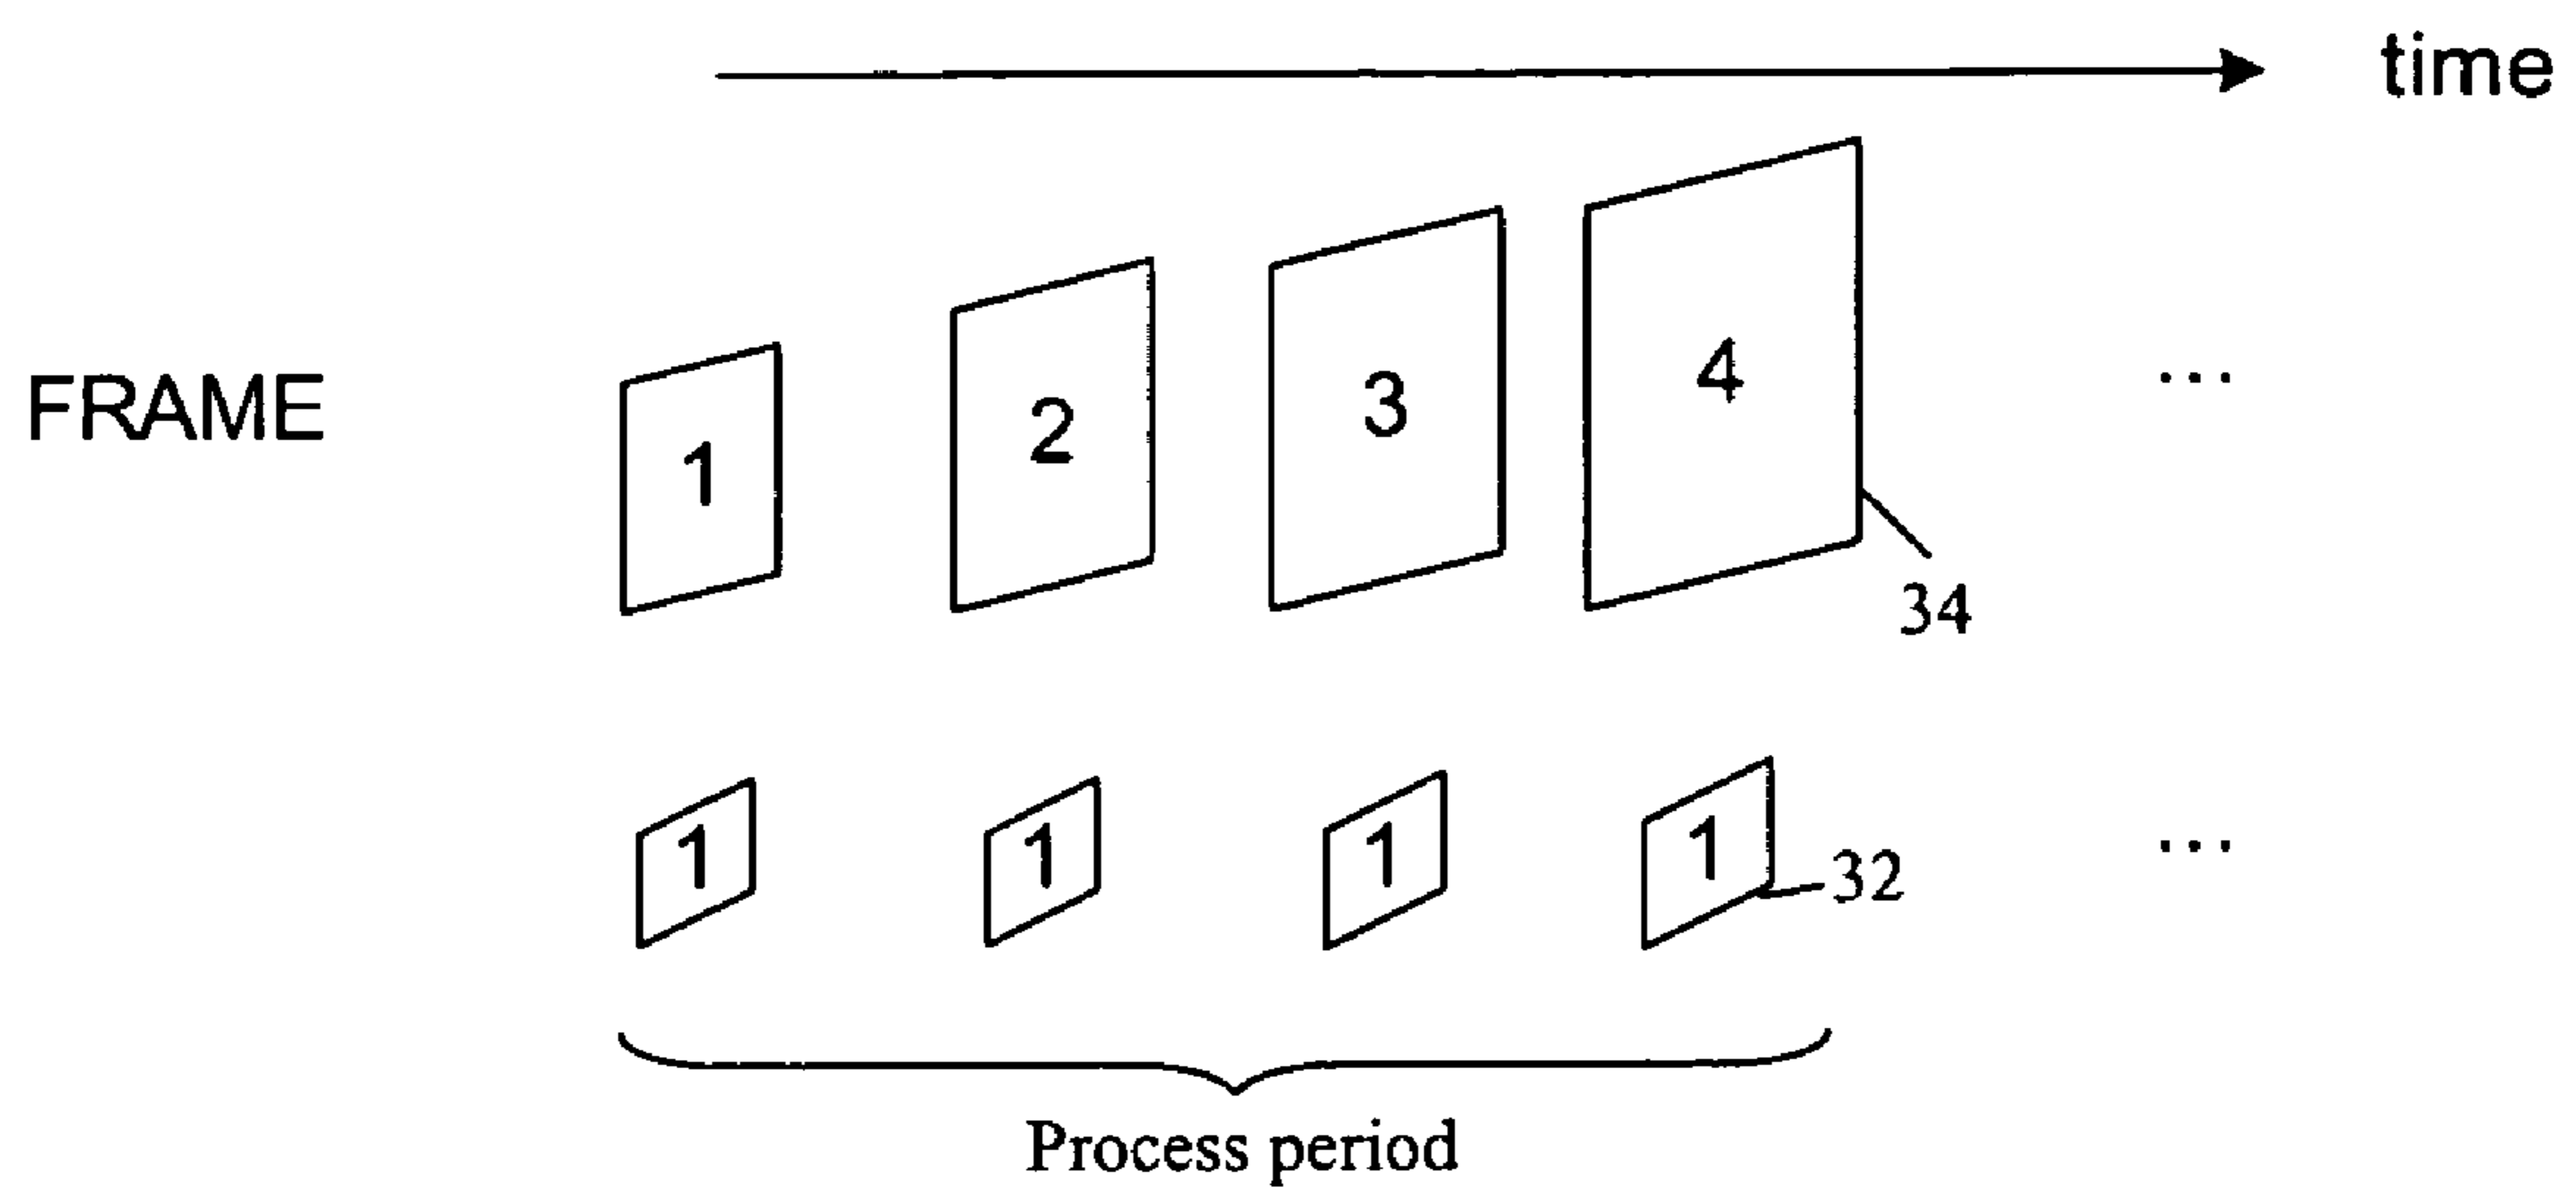 time
FRAME 1 2 3 4 ...
34
1 1 1 1 ...
32
Process period